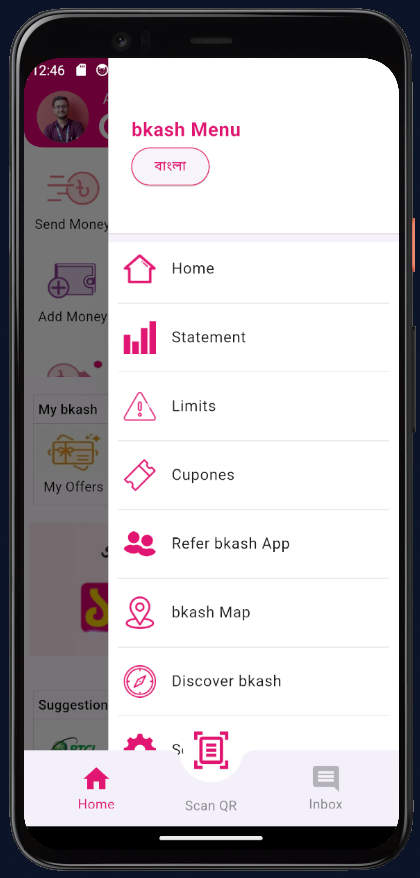 12:46
bkash Menu
বাংলা
Send Money
Home
Statement
Add Money
Limits
My bkash
Cupones
My Offers
Refer bkash App
bkash Map
Discover bkash
Suggestion
Home
Scan QR
Inbox